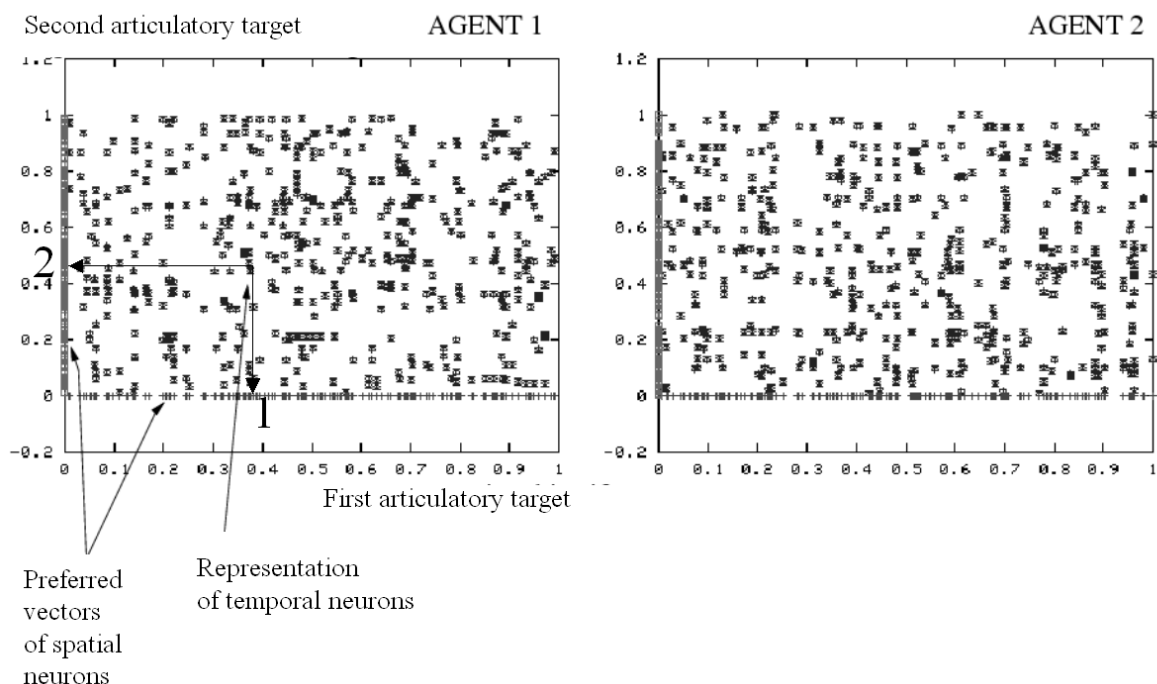 Second articulatory target
AGENT 1
AGENT 2
1.2
1
0.8
0.6
2
0.4
0.2
0
1
-0.2
0 0.1 0.2 0.3 0.4 0.5 0.6 0.7 0.8 0.9 1
1.2
1
0.8
0.6
0.4
0.2
0
-0.2
0 0.1 0.2 0.3 0.4 0.5 0.6 0.7 0.8 0.9 1
First articulatory target
Preferred
vectors
of spatial
neurons
Representation
of temporal neurons